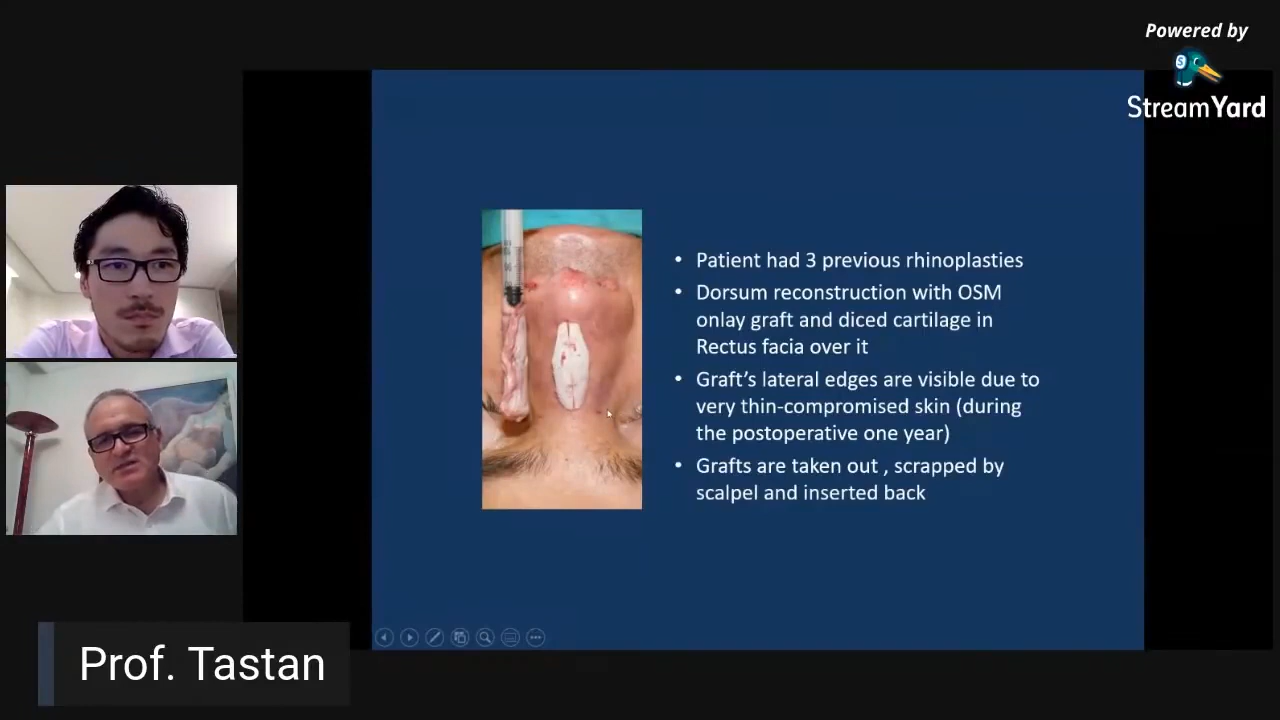 Powered by
StreamYard
• Patient had 3 previous rhinoplasties
• Dorsum reconstruction with OSM
onlay graft and diced cartilage in
Rectus facia over it
• Graft's lateral edges are visible due to
very thin-compromised skin (during
the postoperative one year)
• Grafts are taken out , scrapped by
scalpel and inserted back
Prof. Tastan